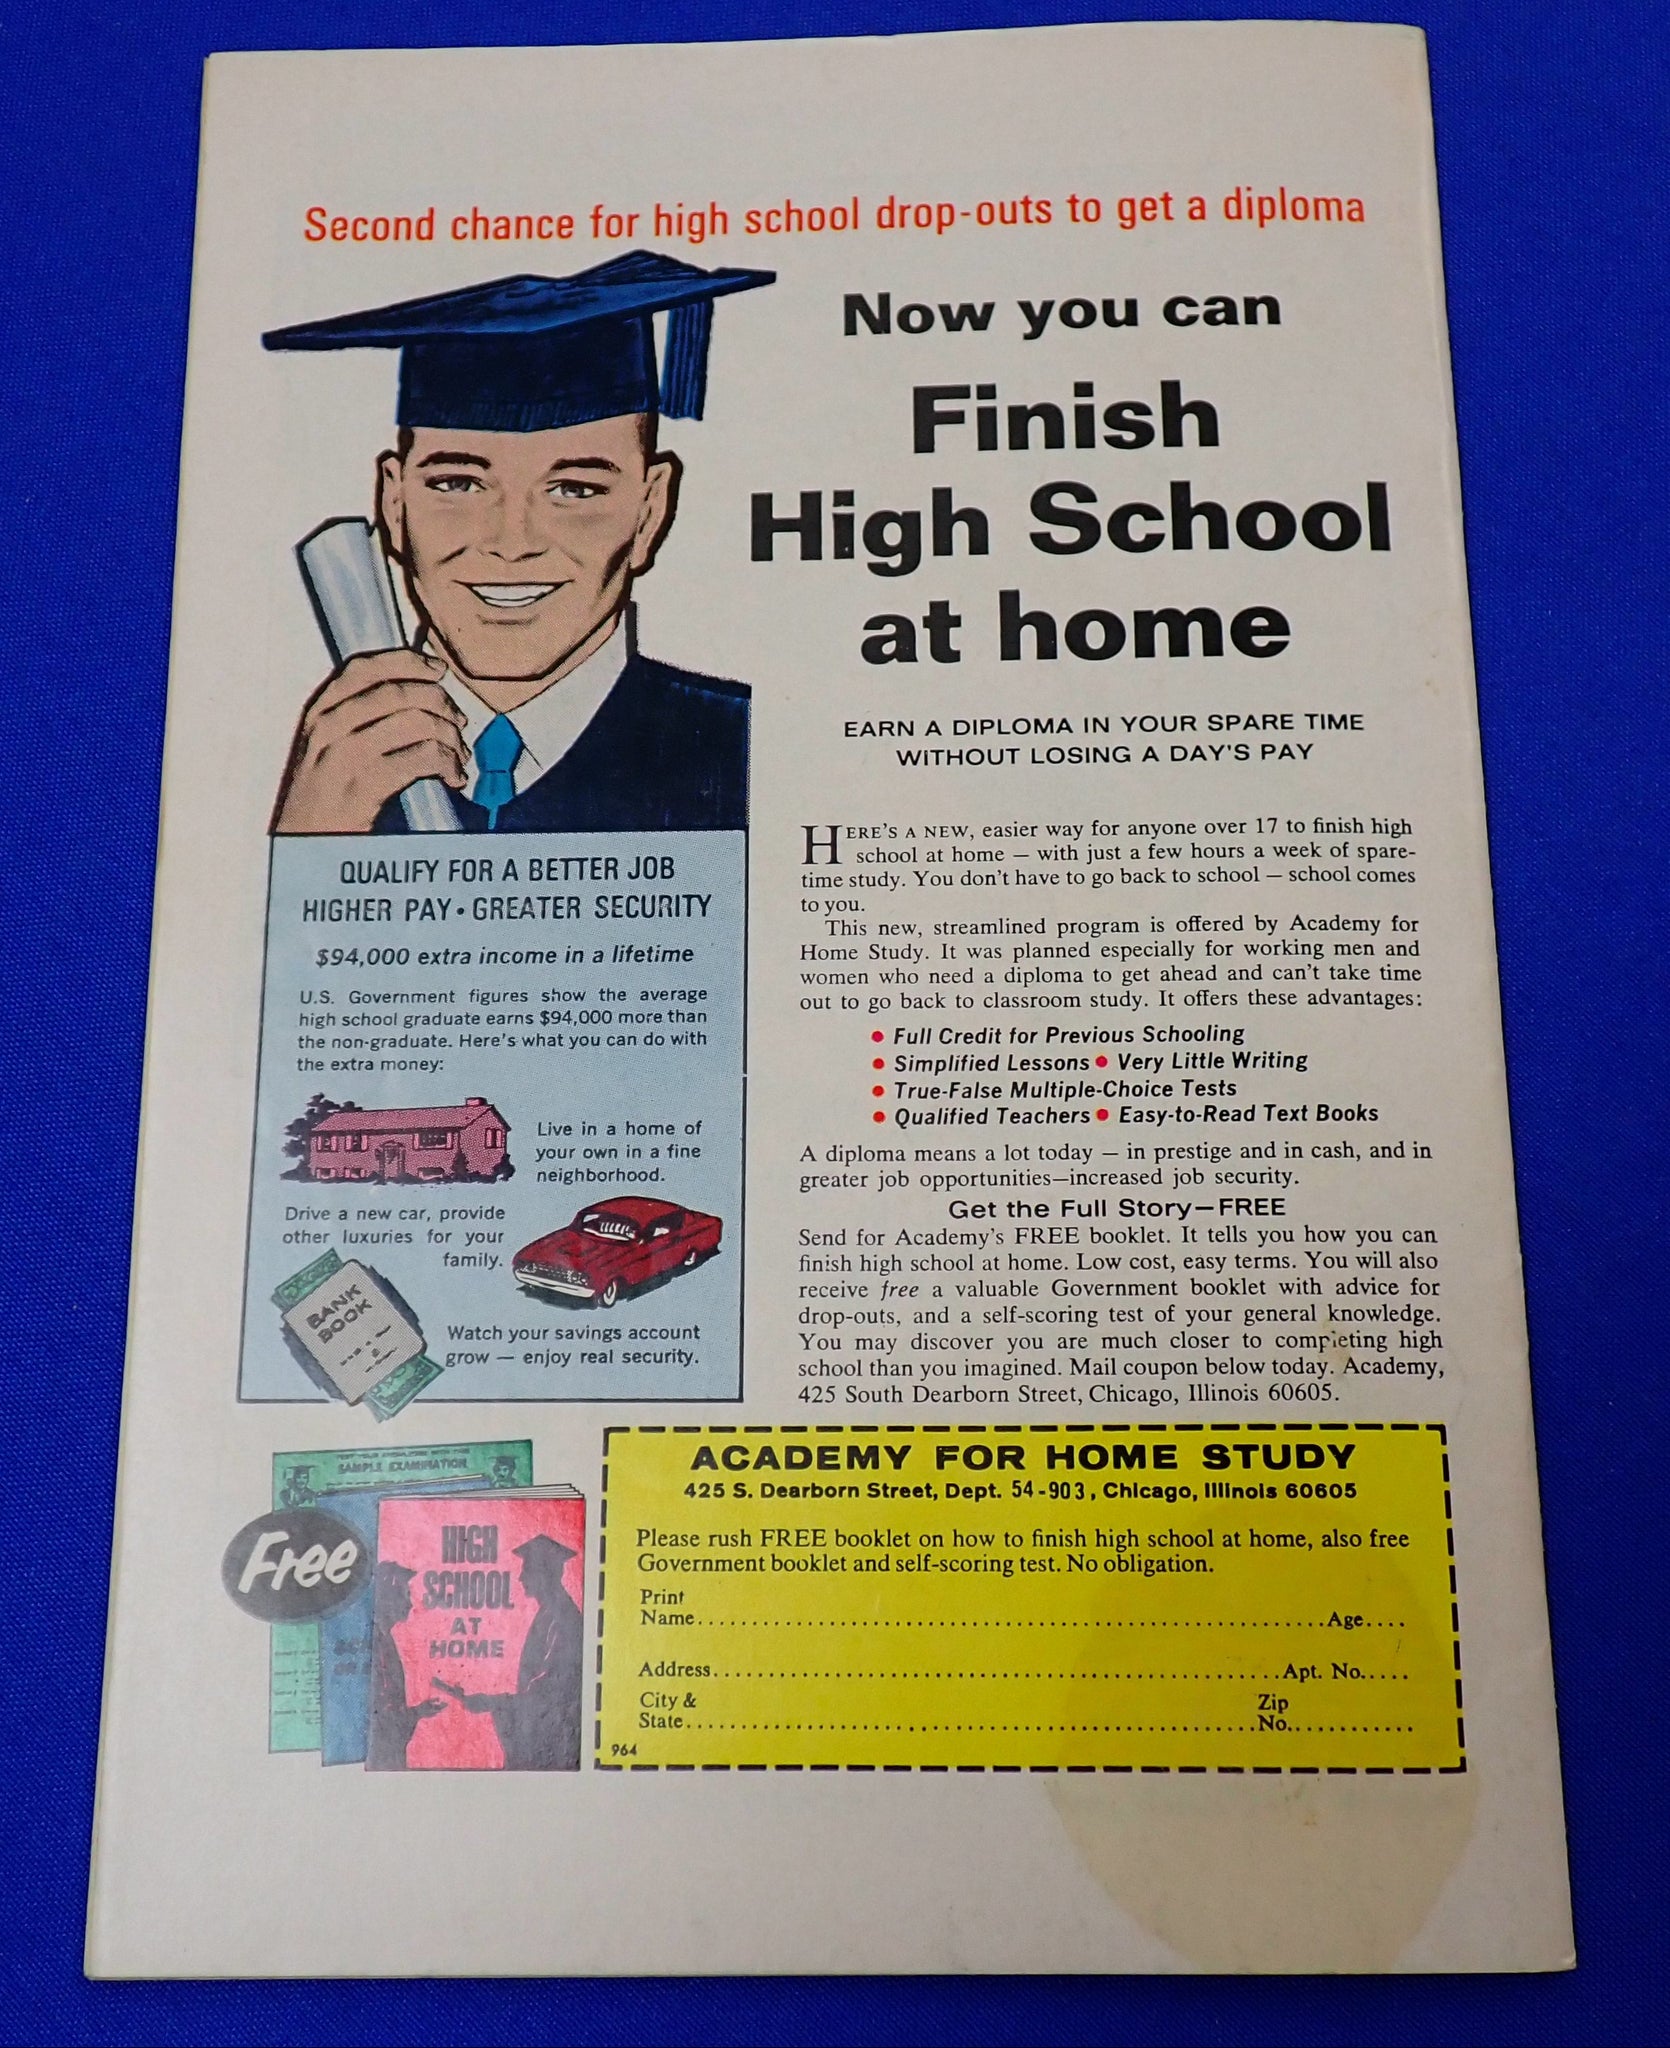 Second chance for high school drop-outs to get a diploma
Now you can
Finish
High School
at home
EARN A DIPLOMA IN YOUR SPARE TIME
WITHOUT LOSING A DAY'S PAY
HERE'S A NEW, easier way for anyone over 17 to finish high
school at home — with just a few hours a week of spare-
time study. You don't have to go back to school — school comes
to you.
This new, streamlined program is offered by Academy for
Home Study. It was planned especially for working men and
women who need a diploma to get ahead and can't take time
out to go back to classroom study. It offers these advantages:
• Full Credit for Previous Schooling
• Simplified Lessons • Very Little Writing
• True-False Multiple-Choice Tests
• Qualified Teachers • Easy-to-Read Text Books
A diploma means a lot today — in prestige and in cash, and in
greater job opportunities—increased job security.
Get the Full Story—FREE
Send for Academy's FREE booklet. It tells you how you can
finish high school at home. Low cost, easy terms. You will also
receive free a valuable Government booklet with advice for
drop-outs, and a self-scoring test of your general knowledge.
You may discover you are much closer to completing high
school than you imagined. Mail coupon below today. Academy,
425 South Dearborn Street, Chicago, Illinois 60605.
QUALIFY FOR A BETTER JOB
HIGHER PAY • GREATER SECURITY
$94,000 extra income in a lifetime
U.S. Government figures show the average
high school graduate earns $94,000 more than
the non-graduate. Here's what you can do with
the extra money:
Live in a home of
your own in a fine
neighborhood.
Drive a new car, provide
other luxuries for your
family.
BANK
BOOK
Watch your savings account
grow — enjoy real security.
SAMPLE EXAMINATION
Free
HIGH
SCHOOL
AT
HOME
ACADEMY FOR HOME STUDY
425 S. Dearborn Street, Dept. 54-903, Chicago, Illinois 60605
Please rush FREE booklet on how to finish high school at home, also free
Government booklet and self-scoring test. No obligation.
Print
Name.......................................................Age....
Address.................................................Apt. No.....
City & Zip
State.................................................No...........
964